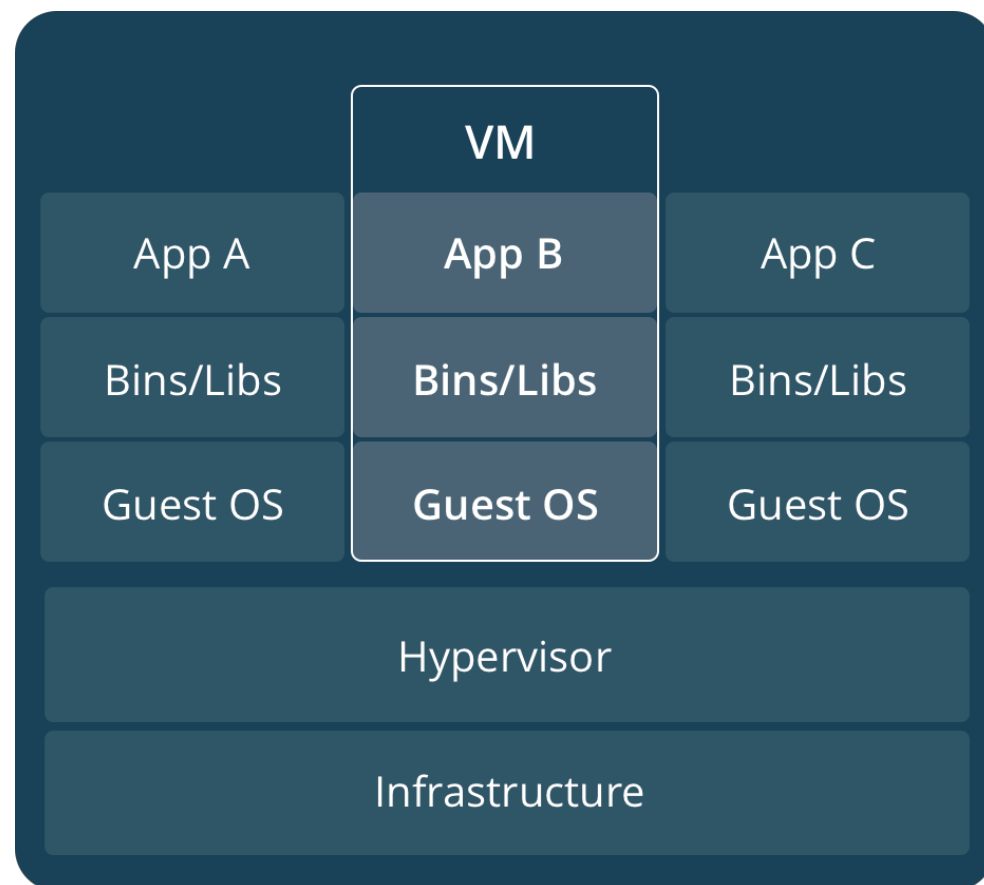 VM
App A
App B
App C
Bins/Libs
Bins/Libs
Bins/Libs
Guest OS
Guest OS
Guest OS
Hypervisor
Infrastructure